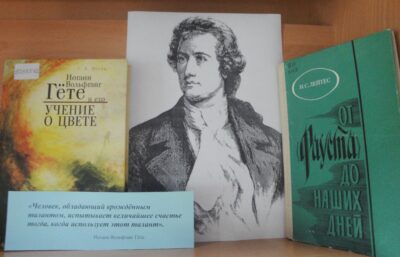 Иоганн
Вольфганг
Гёте
и его
УЧЕНИЕ
О ЦВЕТЕ
«Человек, обладающий врождённым
талантом, испытывает величайшее счастье
тогда, когда использует этот талант».
Иоганн Вольфганг Гёте
Н.С. ЛЕЙТЕС
ОТ
Фауста
ДО
НАШИХ
ДНЕЙ